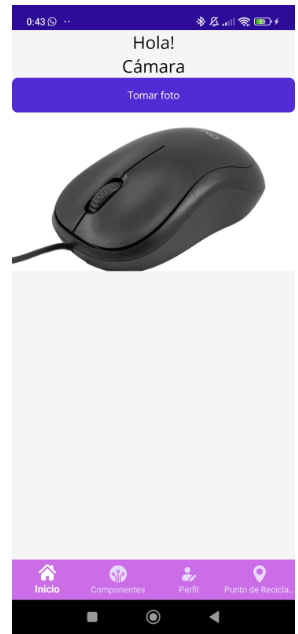 0:43
Hola!
Cámara
Tomar foto
Inicio
Componentes
Perfil
Punto de Recicla...